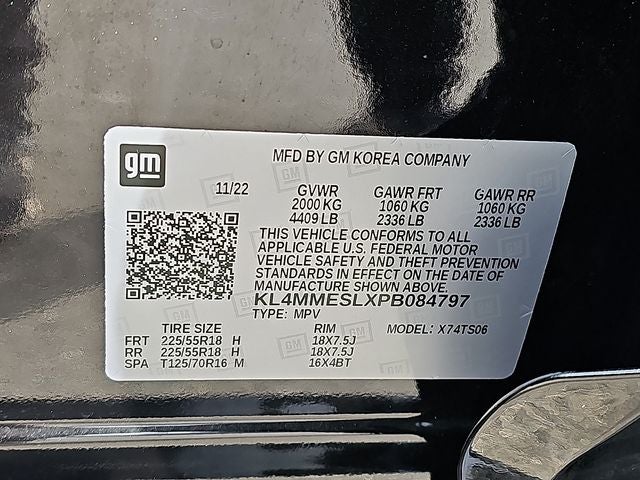 gm
MFD BY GM KOREA COMPANY
11/22 GVWR GAWR FRT GAWR RR
2000 KG 1060 KG 1060 KG
4409 LB 2336 LB 2336 LB
THIS VEHICLE CONFORMS TO ALL
APPLICABLE U.S. FEDERAL MOTOR
VEHICLE SAFETY AND THEFT PREVENTION
STANDARDS IN EFFECT ON THE DATE OF
MANUFACTURE SHOWN ABOVE.
KL4MMESLXPB084797
TYPE: MPV MODEL: X74TS06
TIRE SIZE RIM
FRT 225/55R18 H 18X7.5J
RR 225/55R18 H 18X7.5J
SPA T125/70R16 M 16X4BT